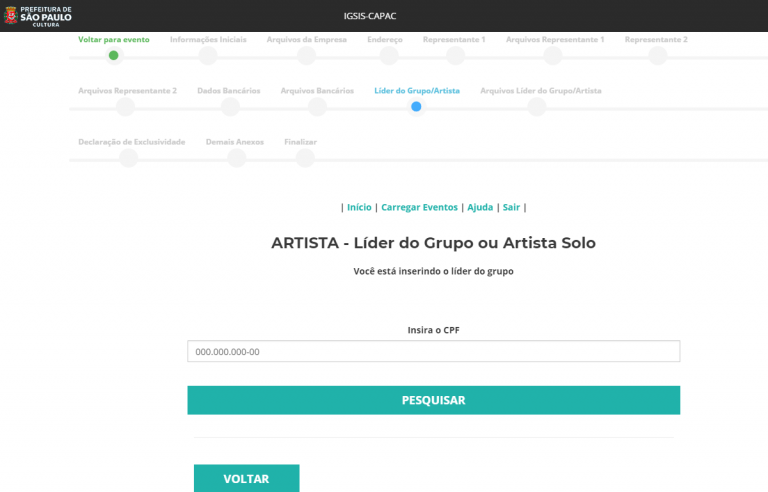 PREFEITURA DE
SÃO PAULO
CULTURA
IGSIS-CAPAC
Voltar para evento Informações Iniciais Arquivos da Empresa Endereço Representante 1 Arquivos Representante 1 Representante 2
Arquivos Representante 2 Dados Bancários Arquivos Bancários Líder do Grupo/Artista Arquivos Líder do Grupo/Artista
Declaração de Exclusividade Demais Anexos Finalizar
| Início | Carregar Eventos | Ajuda | Sair |
ARTISTA - Líder do Grupo ou Artista Solo
Você está inserindo o líder do grupo
Insira o CPF
000.000.000-00
PESQUISAR
VOLTAR